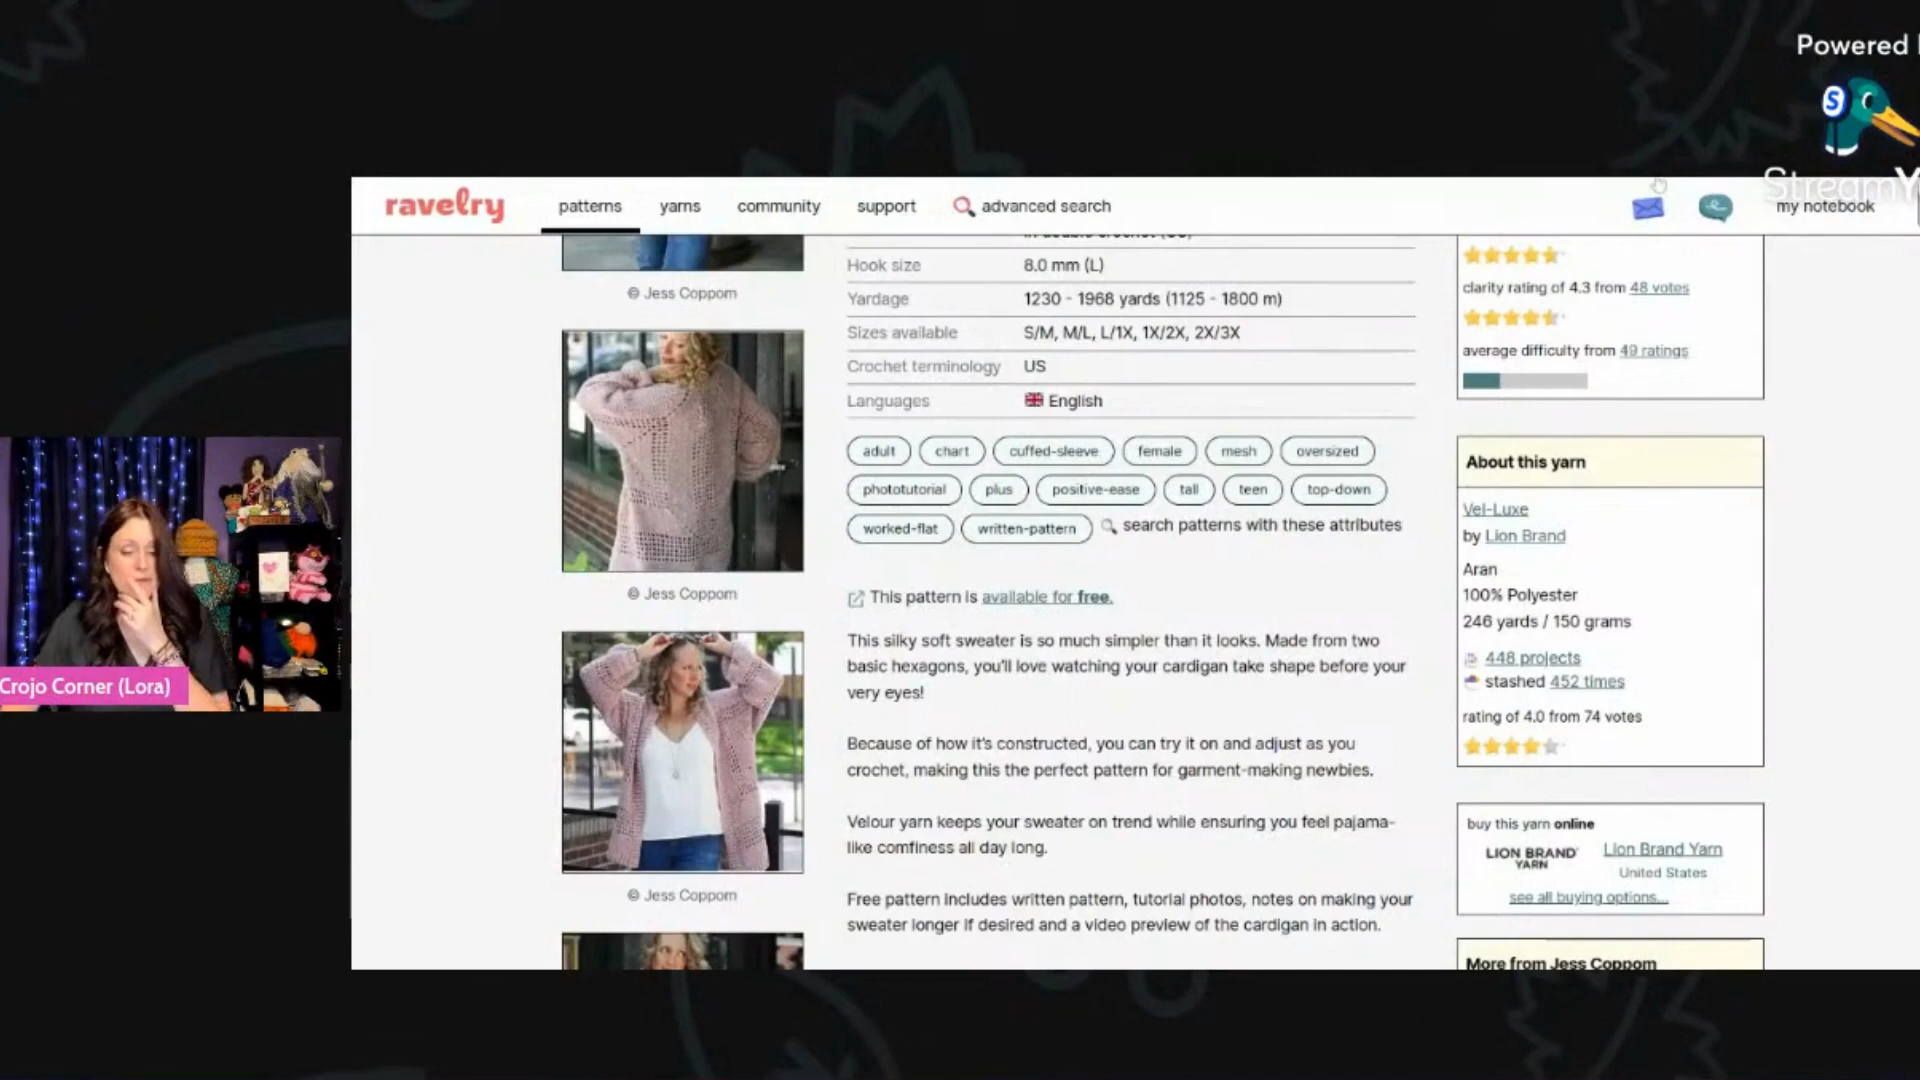 Powered
StreamY
ravelry
patterns
yarns
community
support
advanced search
my notebook
Hook size 8.0 mm (L)
Yardage 1230 - 1968 yards (1125 - 1800 m)
Sizes available S/M, M/L, L/1X, 1X/2X, 2X/3X
Crochet terminology US
Languages English
adult chart cuffed-sleeve female mesh oversized
phototutorial plus positive-ease tall teen top-down
worked-flat written-pattern search patterns with these attributes
This pattern is available for free.
This silky soft sweater is so much simpler than it looks. Made from two
basic hexagons, you'll love watching your cardigan take shape before your
very eyes!
Because of how it's constructed, you can try it on and adjust as you
crochet, making this the perfect pattern for garment-making newbies.
Velour yarn keeps your sweater on trend while ensuring you feel pajama-
like comfiness all day long.
Free pattern includes written pattern, tutorial photos, notes on making your
sweater longer if desired and a video preview of the cardigan in action.
© Jess Coppom
© Jess Coppom
© Jess Coppom
clarity rating of 4.3 from 48 votes
average difficulty from 49 ratings
About this yarn
Vel-Luxe
by Lion Brand
Aran
100% Polyester
246 yards / 150 grams
448 projects
stashed 452 times
rating of 4.0 from 74 votes
buy this yarn online
LION BRAND
YARN
Lion Brand Yarn
United States
see all buying options...
More from Jess Coppom
Crojo Corner (Lora)